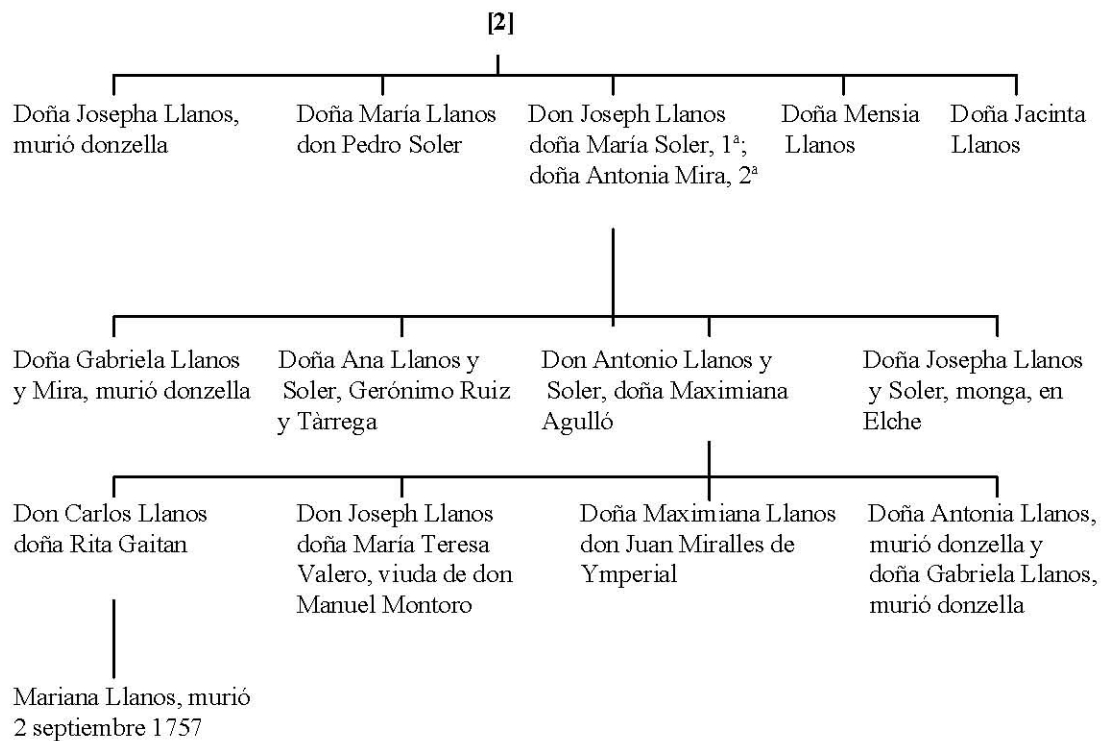 [2]
Doña Josepha Llanos,
murió donzella
Doña María Llanos
don Pedro Soler
Don Joseph Llanos
doña María Soler, 1ª;
doña Antonia Mira, 2ª
Doña Mensia
Llanos
Doña Jacinta
Llanos
Doña Gabriela Llanos
y Mira, murió donzella
Doña Ana Llanos y
Soler, Gerónimo Ruiz
y Tàrrega
Don Antonio Llanos y
Soler, doña Maximiana
Agulló
Doña Josepha Llanos
y Soler, monga, en
Elche
Don Carlos Llanos
doña Rita Gaitan
Don Joseph Llanos
doña María Teresa
Valero, viuda de don
Manuel Montoro
Doña Maximiana Llanos
don Juan Miralles de
Ymperial
Doña Antonia Llanos,
murió donzella y
doña Gabriela Llanos,
murió donzella
Mariana Llanos, murió
2 septiembre 1757